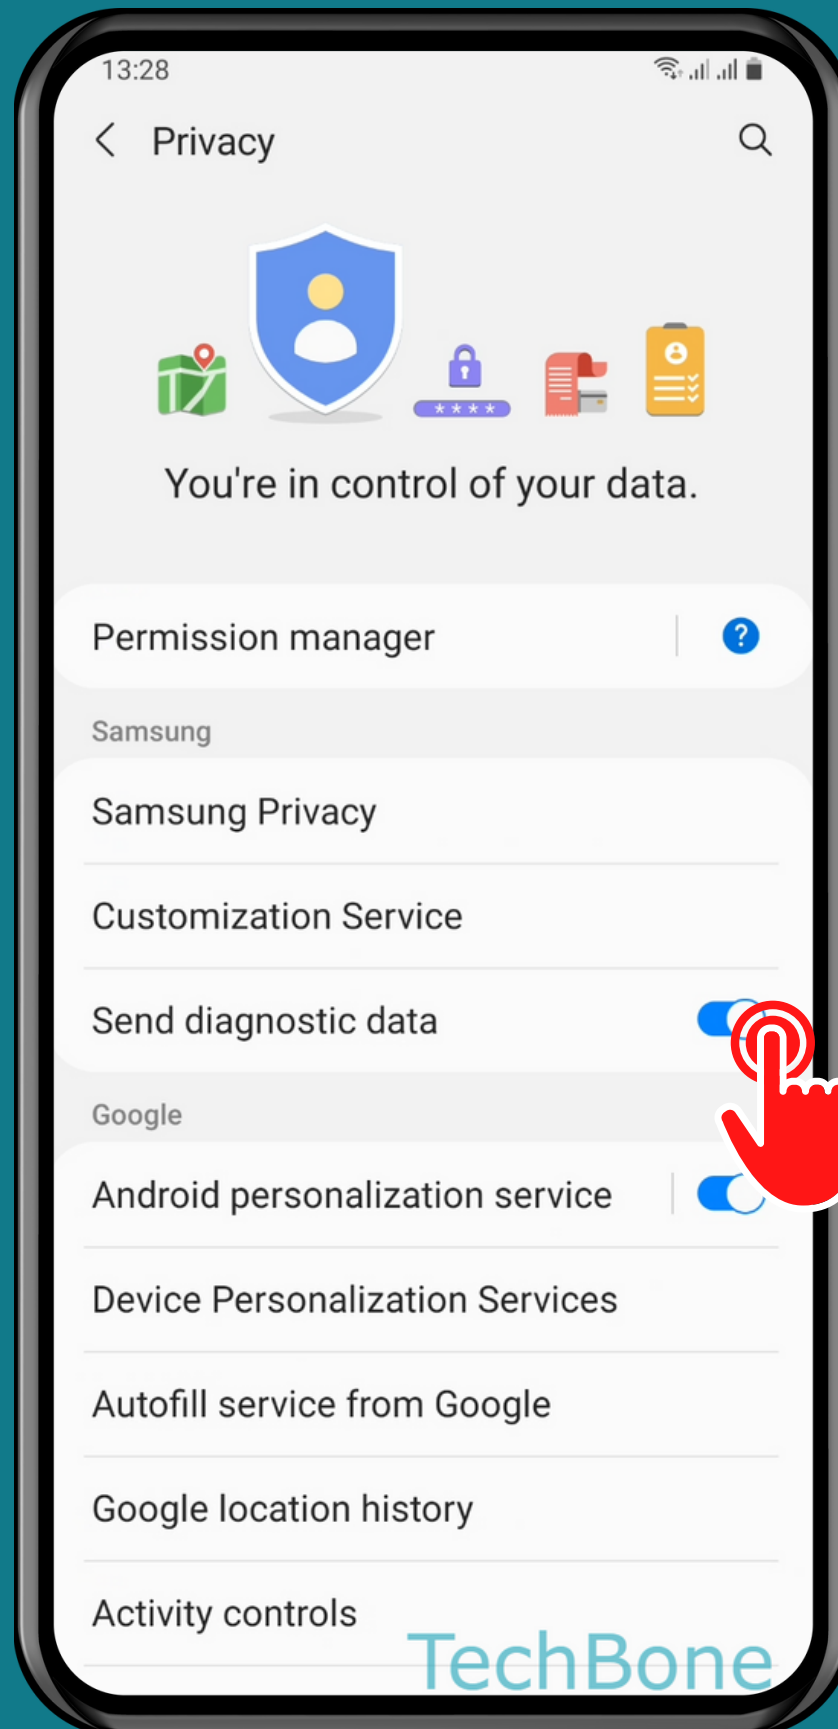 13:28
Privacy
* * * *
You're in control of your data.
Permission manager
?
Samsung
Samsung Privacy
Customization Service
Send diagnostic data
Google
Android personalization service
Device Personalization Services
Autofill service from Google
Google location history
Activity controls
TechBone